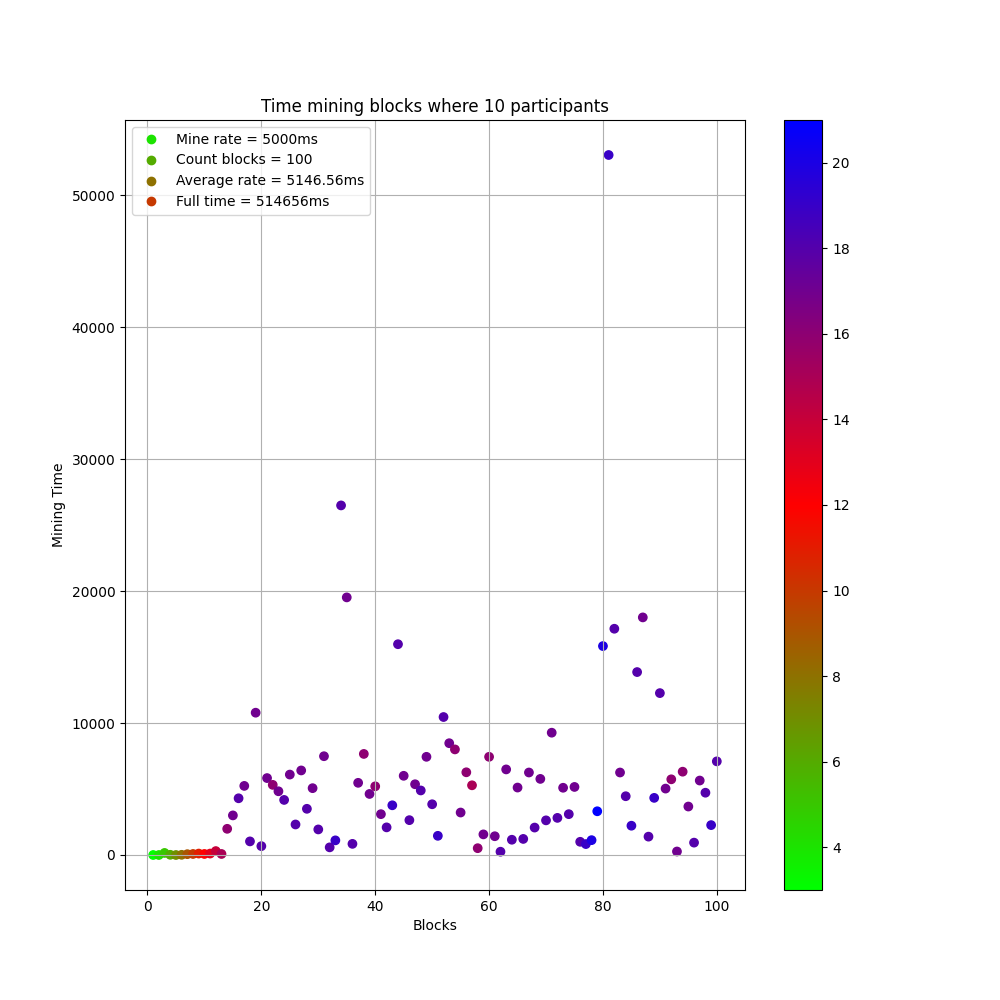 Time mining blocks where 10 participants
Mine rate = 5000ms
Count blocks = 100
Average rate = 5146.56ms
Full time = 514656ms
50000
40000
30000
20000
10000
0
Mining Time
0 20 40 60 80 100
Blocks
20
18
16
14
12
10
8
6
4